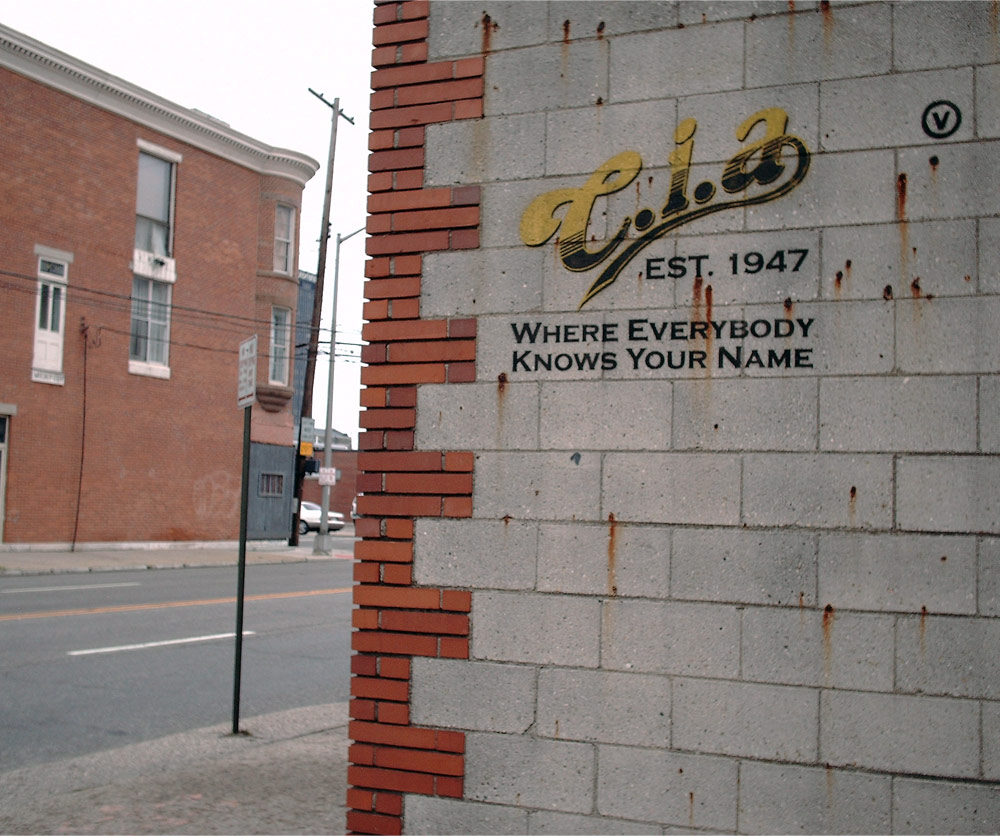 c.i.a
V
EST. 1947
WHERE EVERYBODY
KNOWS YOUR NAME